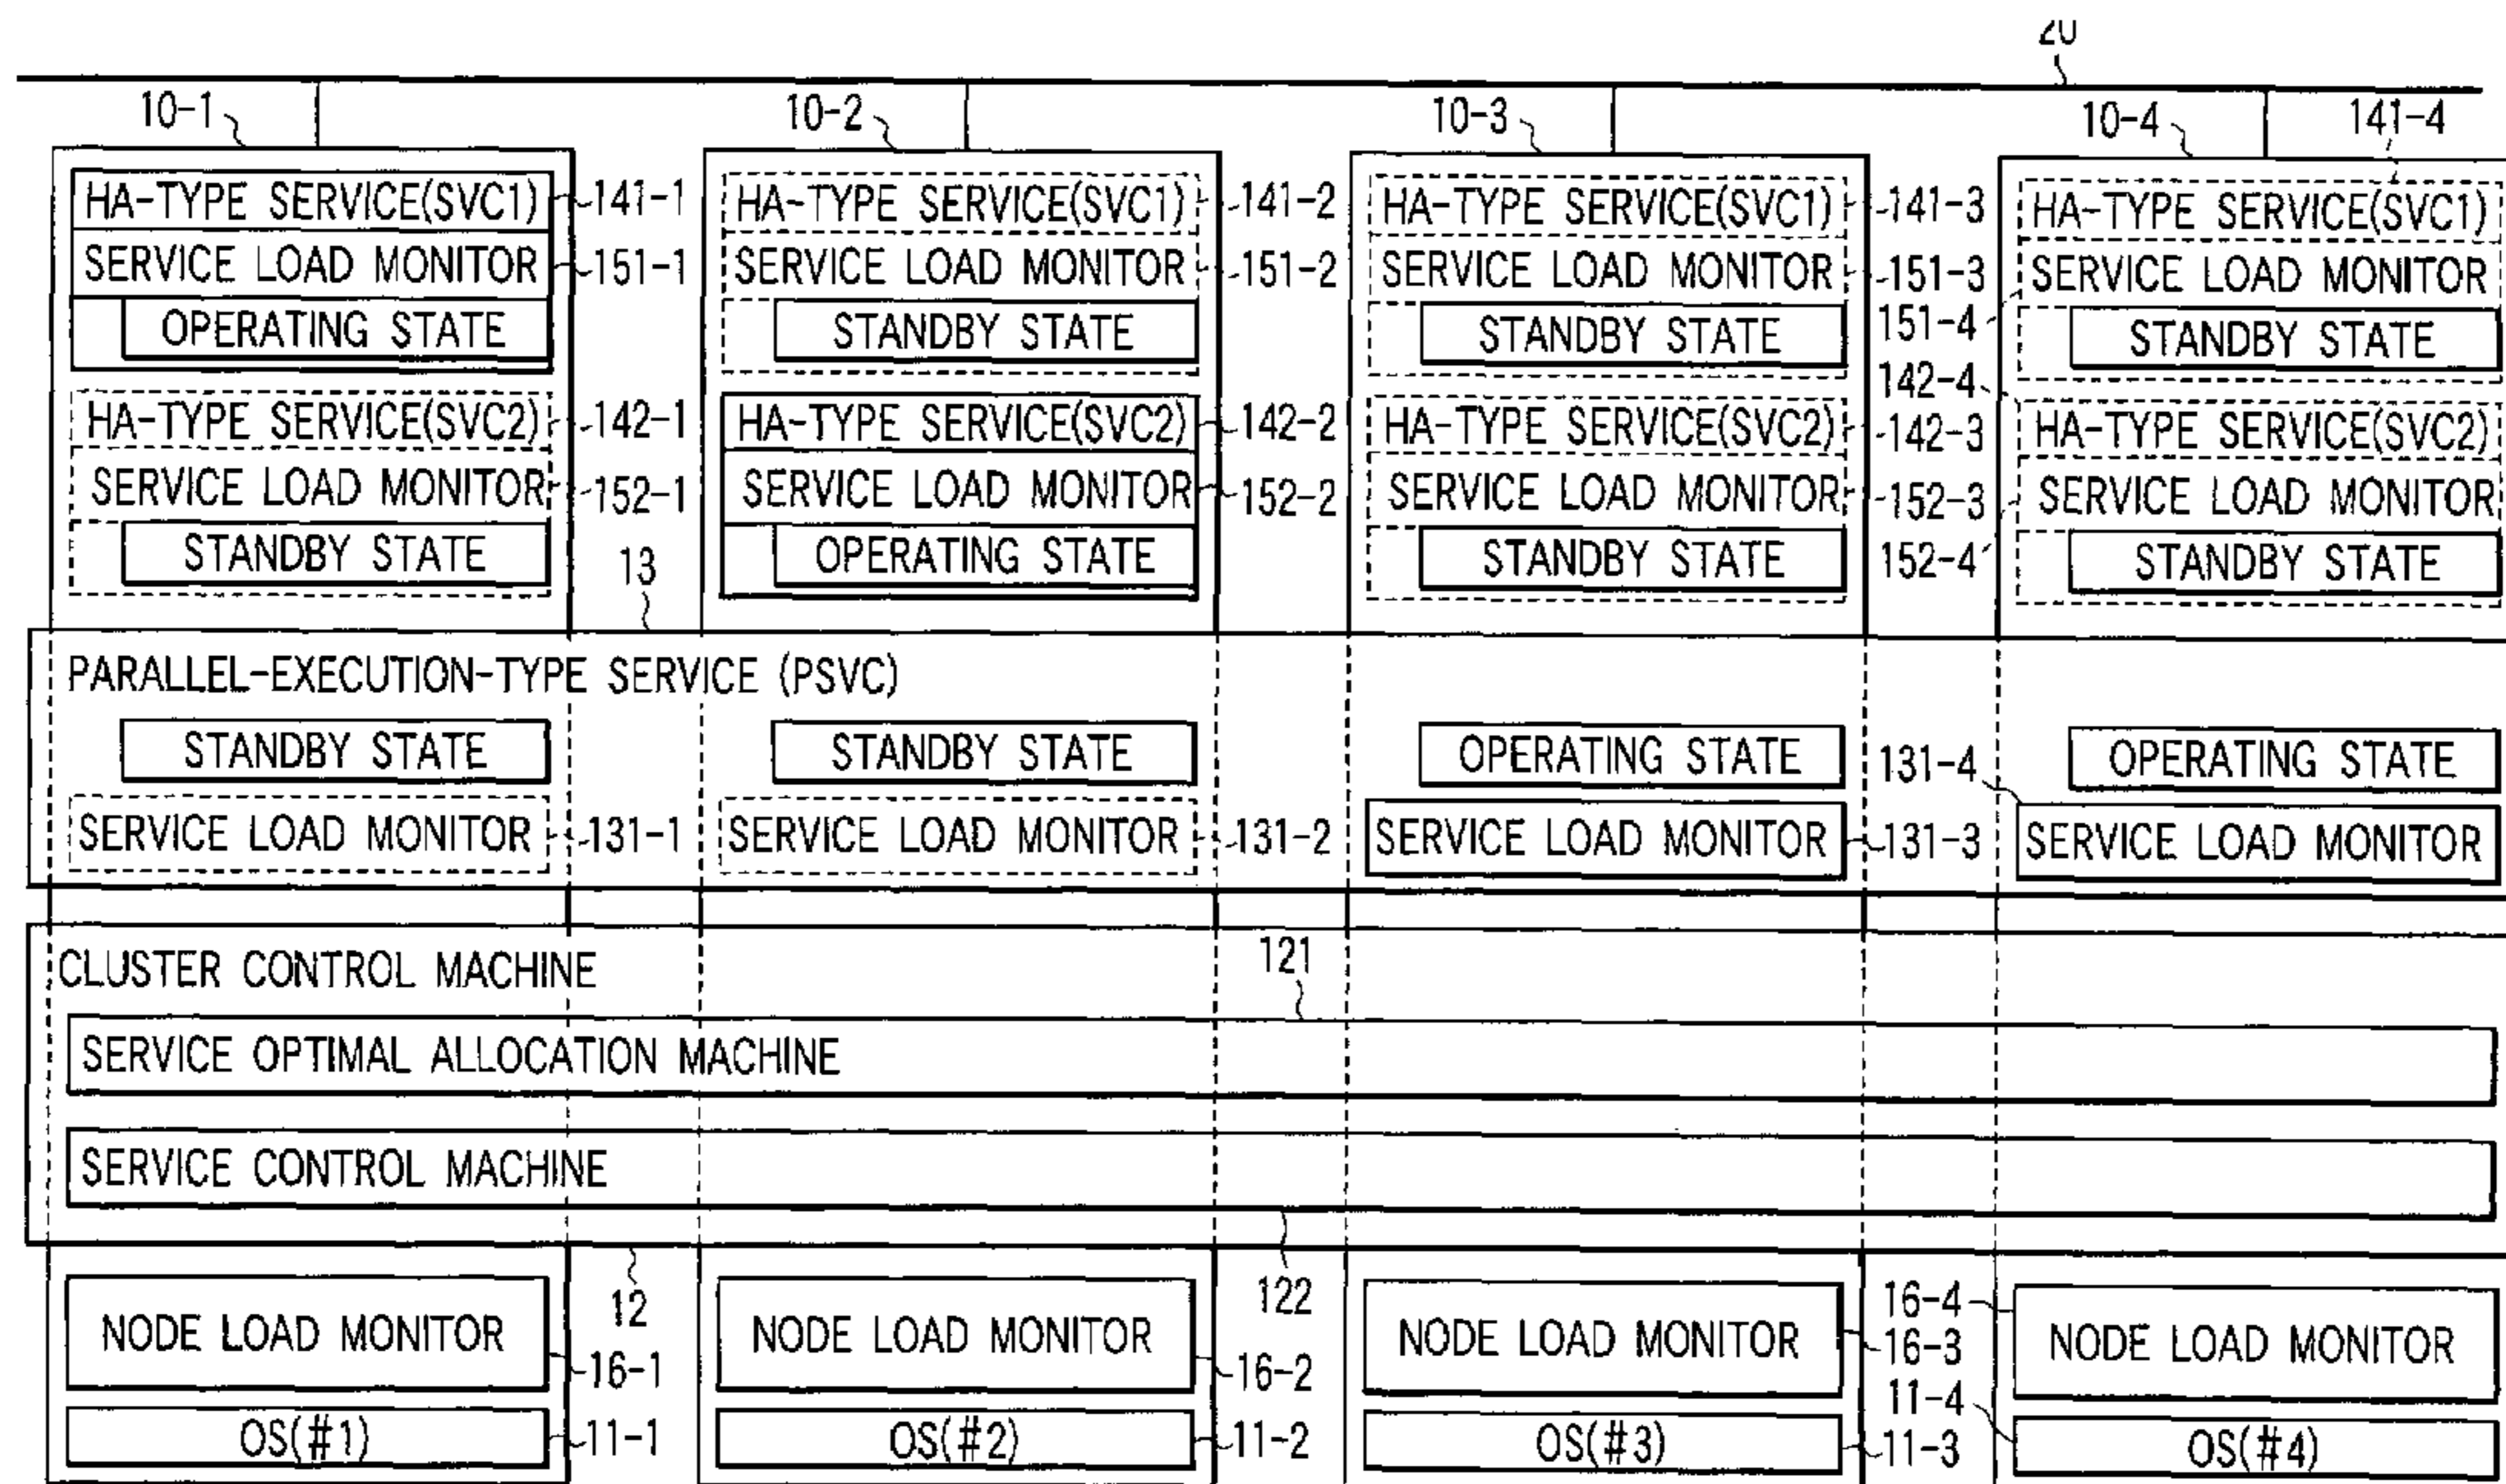 20
10-1
10-2
10-3
10-4
141-4
HA-TYPE SERVICE(SVC1)
141-1
SERVICE LOAD MONITOR
151-1
OPERATING STATE
HA-TYPE SERVICE(SVC2)
142-1
SERVICE LOAD MONITOR
152-1
STANDBY STATE
HA-TYPE SERVICE(SVC1)
141-2
SERVICE LOAD MONITOR
151-2
STANDBY STATE
HA-TYPE SERVICE(SVC2)
142-2
SERVICE LOAD MONITOR
152-2
OPERATING STATE
HA-TYPE SERVICE(SVC1)
141-3
SERVICE LOAD MONITOR
151-3
STANDBY STATE
HA-TYPE SERVICE(SVC2)
142-3
SERVICE LOAD MONITOR
152-3
STANDBY STATE
HA-TYPE SERVICE(SVC1)
SERVICE LOAD MONITOR
151-4
STANDBY STATE
142-4
HA-TYPE SERVICE(SVC2)
SERVICE LOAD MONITOR
152-4
STANDBY STATE
13
PARALLEL-EXECUTION-TYPE SERVICE (PSVC)
STANDBY STATE
STANDBY STATE
OPERATING STATE
131-4
OPERATING STATE
SERVICE LOAD MONITOR
131-1
SERVICE LOAD MONITOR
131-2
SERVICE LOAD MONITOR
131-3
SERVICE LOAD MONITOR
CLUSTER CONTROL MACHINE
121
SERVICE OPTIMAL ALLOCATION MACHINE
SERVICE CONTROL MACHINE
12
122
NODE LOAD MONITOR
16-1
NODE LOAD MONITOR
16-2
NODE LOAD MONITOR
16-4
16-3
NODE LOAD MONITOR
OS(#1)
11-1
OS(#2)
11-2
OS(#3)
11-4
11-3
OS(#4)